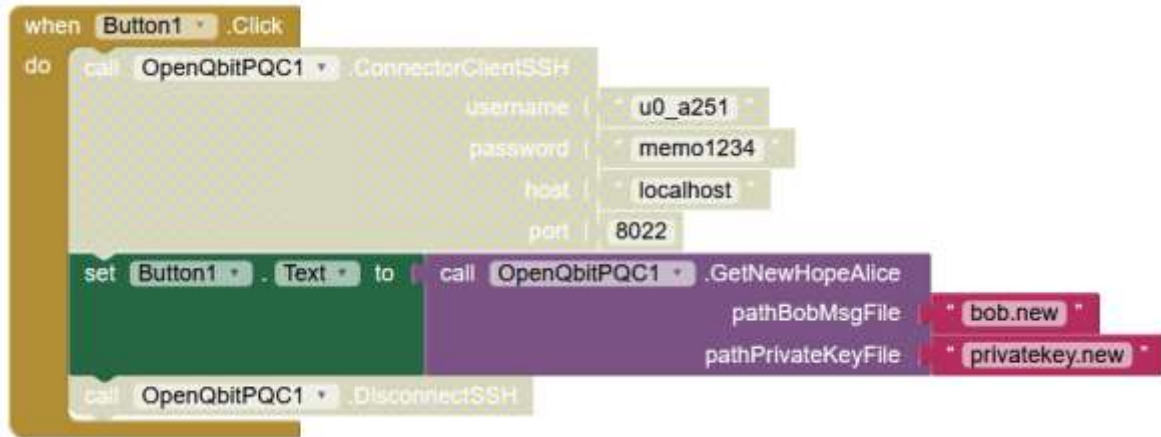 when Button1 .Click
do call OpenQbitPQC1 .ConnectorClientSSH
username " u0_a251 "
password " memo1234 "
host " localhost "
port 8022
set Button1 . Text to call OpenQbitPQC1 .GetNewHopeAlice
pathBobMsgFile " bob.new "
pathPrivateKeyFile " privatekey.new "
call OpenQbitPQC1 .DisconnectSSH